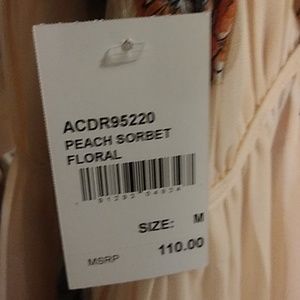 ACDR95220
PEACH SORBET
FLORAL
SIZE: M
MSRP 110.00